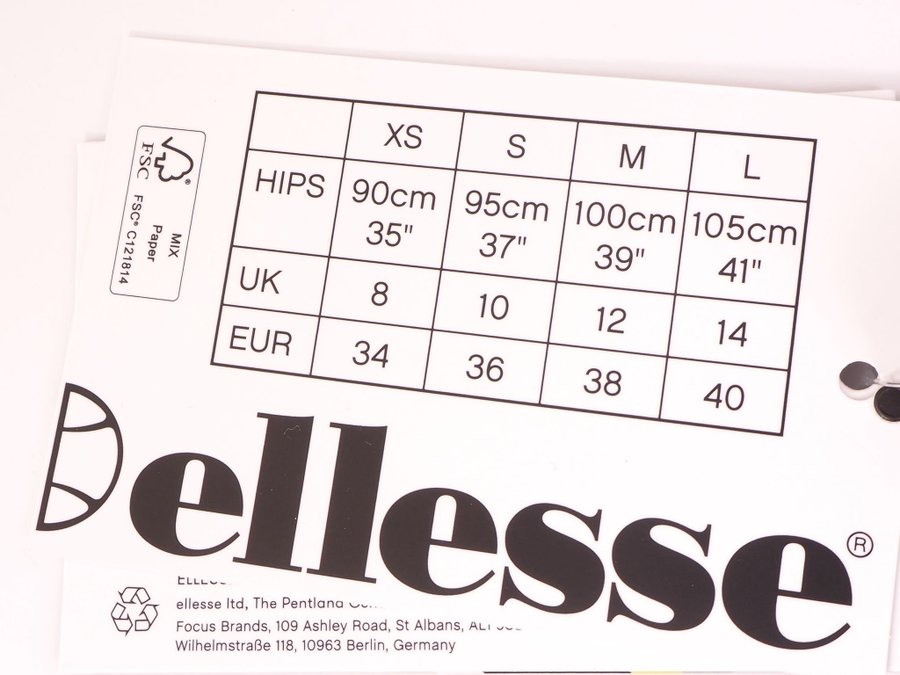 XS S M L
HIPS 90cm 95cm 100cm 105cm
35" 37" 39" 41"
UK 8 10 12 14
EUR 34 36 38 40
FSC
MIX
Paper
FSC® C121814
ellesse®
ellesse ltd, The Pentland
Focus Brands, 109 Ashley Road, St Albans,
Wilhelmstraße 118, 10963 Berlin, Germany